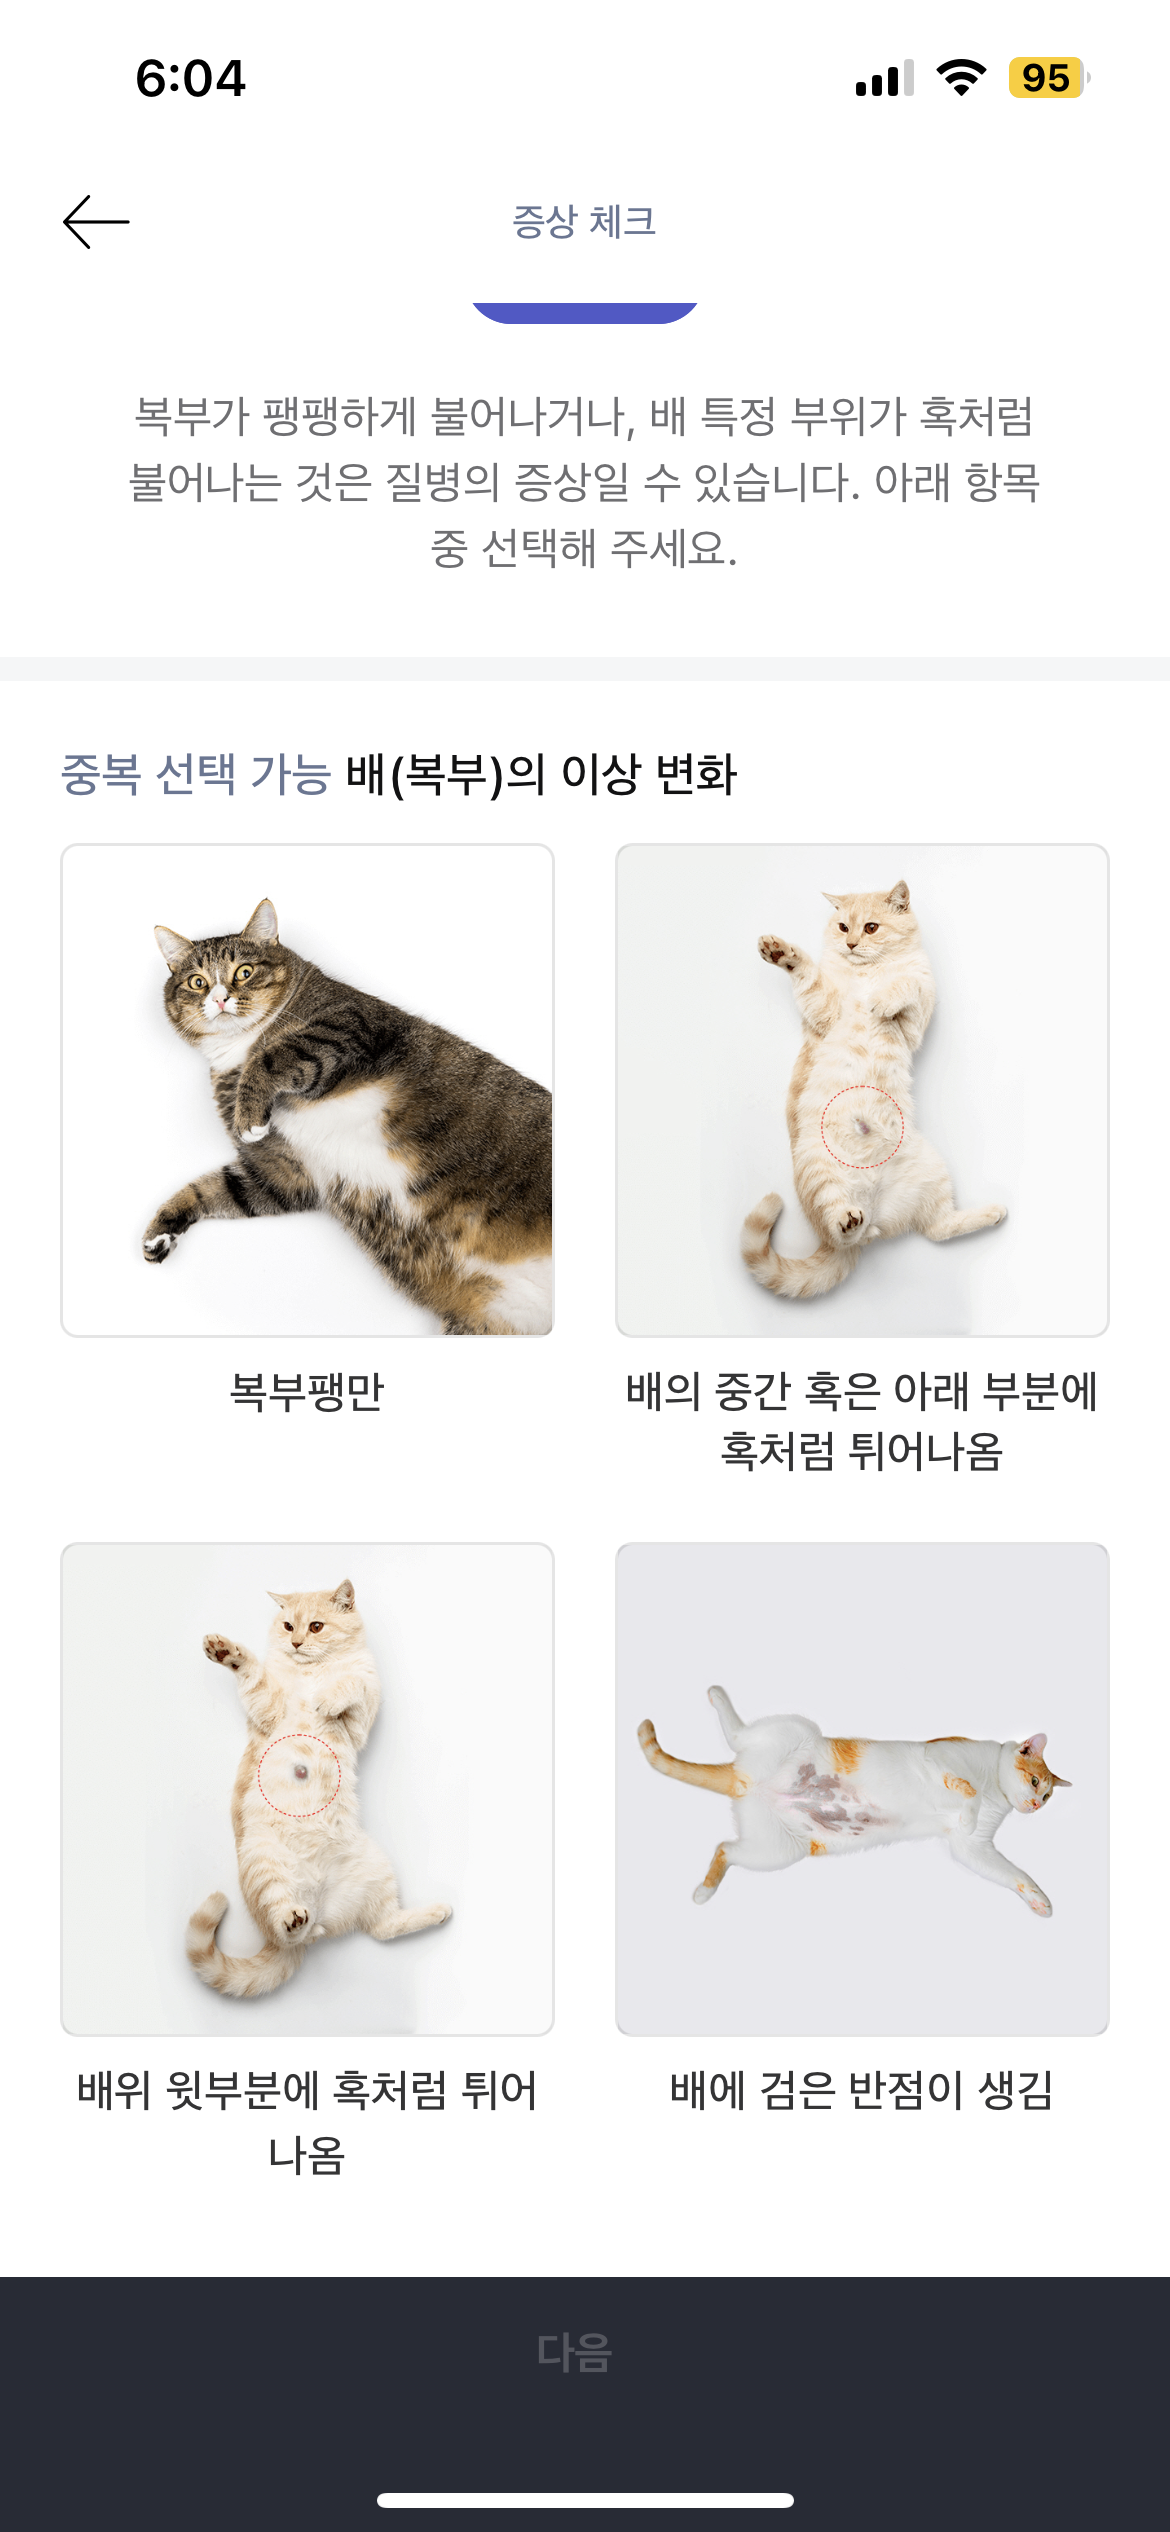 6:04
95
증상 체크
복부가 팽팽하게 불어나거나, 배 특정 부위가 혹처럼
불어나는 것은 질병의 증상일 수 있습니다. 아래 항목
중 선택해 주세요.
중복 선택 가능 배(복부)의 이상 변화
복부팽만
배의 중간 혹은 아래 부분에
혹처럼 튀어나옴
배위 윗부분에 혹처럼 튀어
나옴
배에 검은 반점이 생김
다음